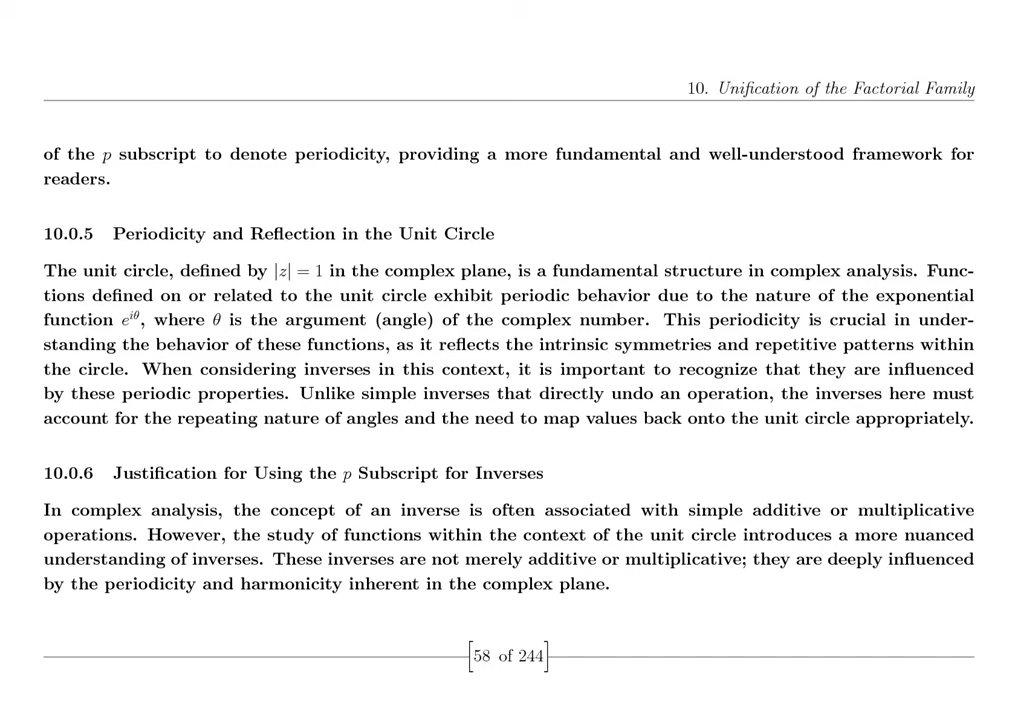 10. Unification of the Factorial Family
of the p subscript to denote periodicity, providing a more fundamental and well-understood framework for
readers.
10.0.5 Periodicity and Reflection in the Unit Circle
The unit circle, defined by |z| = 1 in the complex plane, is a fundamental structure in complex analysis. Func-
tions defined on or related to the unit circle exhibit periodic behavior due to the nature of the exponential
function e^{iθ}, where θ is the argument (angle) of the complex number. This periodicity is crucial in under-
standing the behavior of these functions, as it reflects the intrinsic symmetries and repetitive patterns within
the circle. When considering inverses in this context, it is important to recognize that they are influenced
by these periodic properties. Unlike simple inverses that directly undo an operation, the inverses here must
account for the repeating nature of angles and the need to map values back onto the unit circle appropriately.
10.0.6 Justification for Using the p Subscript for Inverses
In complex analysis, the concept of an inverse is often associated with simple additive or multiplicative
operations. However, the study of functions within the context of the unit circle introduces a more nuanced
understanding of inverses. These inverses are not merely additive or multiplicative; they are deeply influenced
by the periodicity and harmonicity inherent in the complex plane.
[58 of 244]